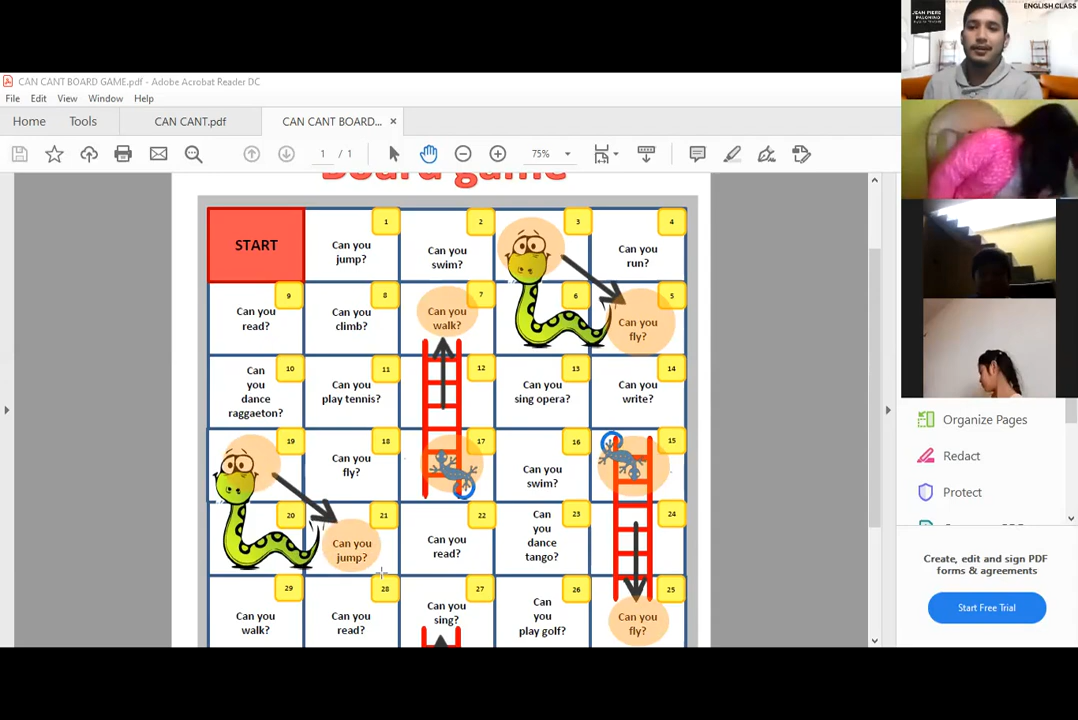 ENGLISH CLASS
JEAN PIERE
PALOMINO
CAN CANT BOARD GAME.pdf - Adobe Acrobat Reader DC
File Edit View Window Help
Home Tools CAN CANT.pdf CAN CANT BOARD... ×
1 / 1 75%
Board game
START
1
Can you
jump?
2
Can you
swim?
3
4
Can you
run?
9
Can you
read?
8
Can you
climb?
7
Can you
walk?
6
5
Can you
fly?
10
Can
you
dance
raggaeton?
11
Can you
play tennis?
12
13
Can you
sing opera?
14
Can you
write?
19
18
Can you
fly?
17
16
Can you
swim?
15
20
21
Can you
jump?
22
Can you
read?
23
Can
you
dance
tango?
24
29
Can you
walk?
28
Can you
read?
27
Can you
sing?
26
Can
you
play golf?
25
Can you
fly?
Organize Pages
Redact
Protect
Create, edit and sign PDF
forms & agreements
Start Free Trial